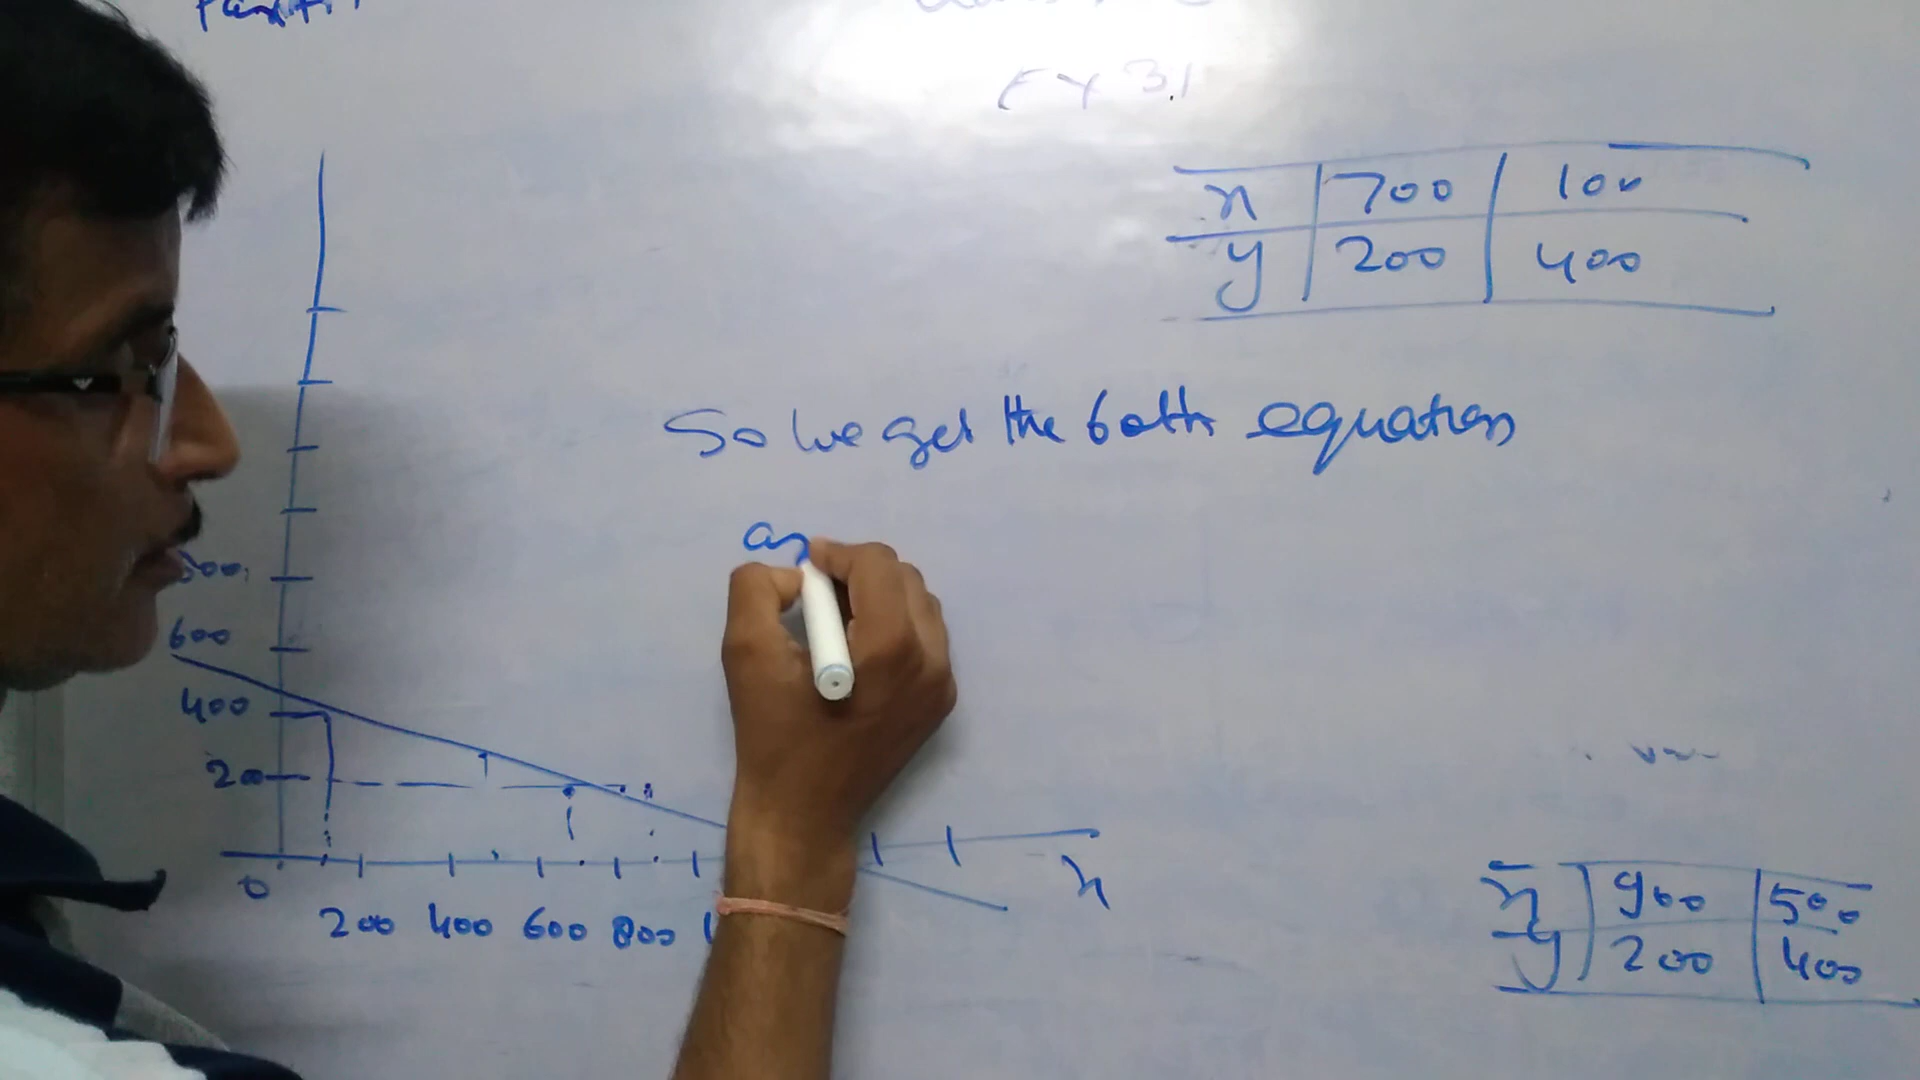 EX 3.1
x 700 100
y 200 400
So we get the both equation
as
600
400
200
0
200 400 600 800
x
x 900 500
y 200 400